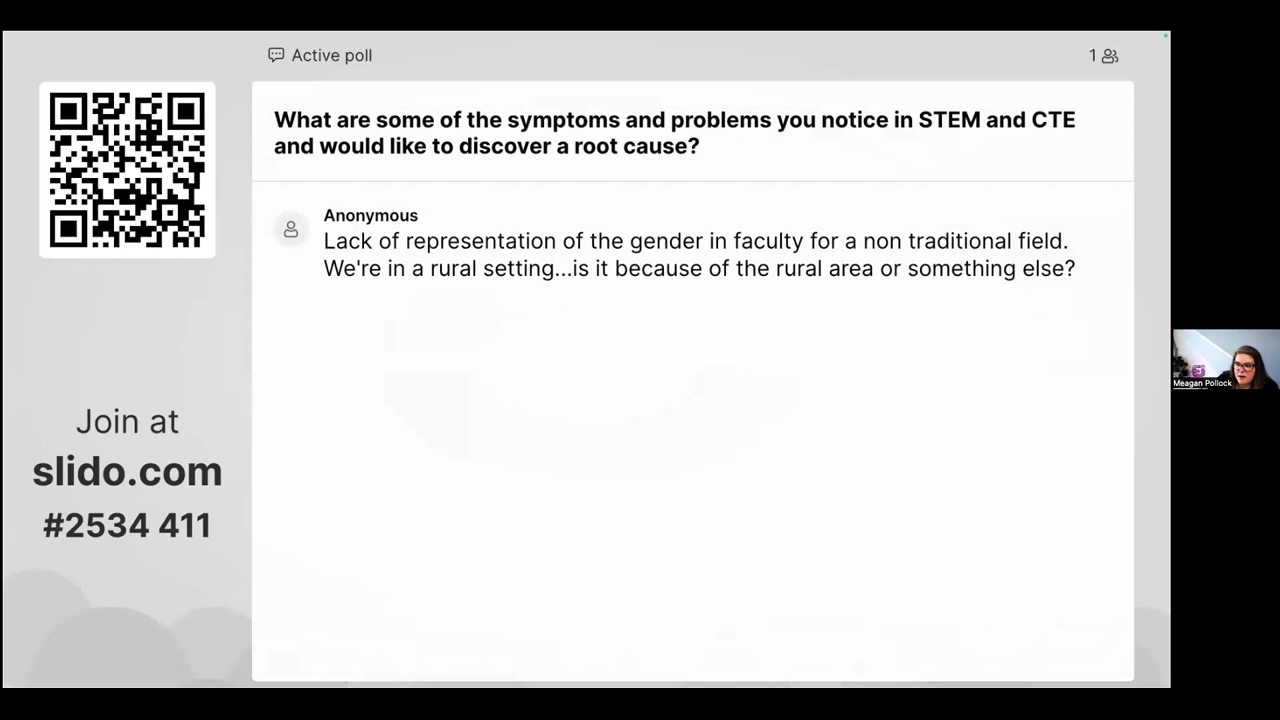 Active poll
1
What are some of the symptoms and problems you notice in STEM and CTE
and would like to discover a root cause?
Anonymous
Lack of representation of the gender in faculty for a non traditional field.
We're in a rural setting...is it because of the rural area or something else?
Join at
slido.com
#2534 411
Meagan Pollock